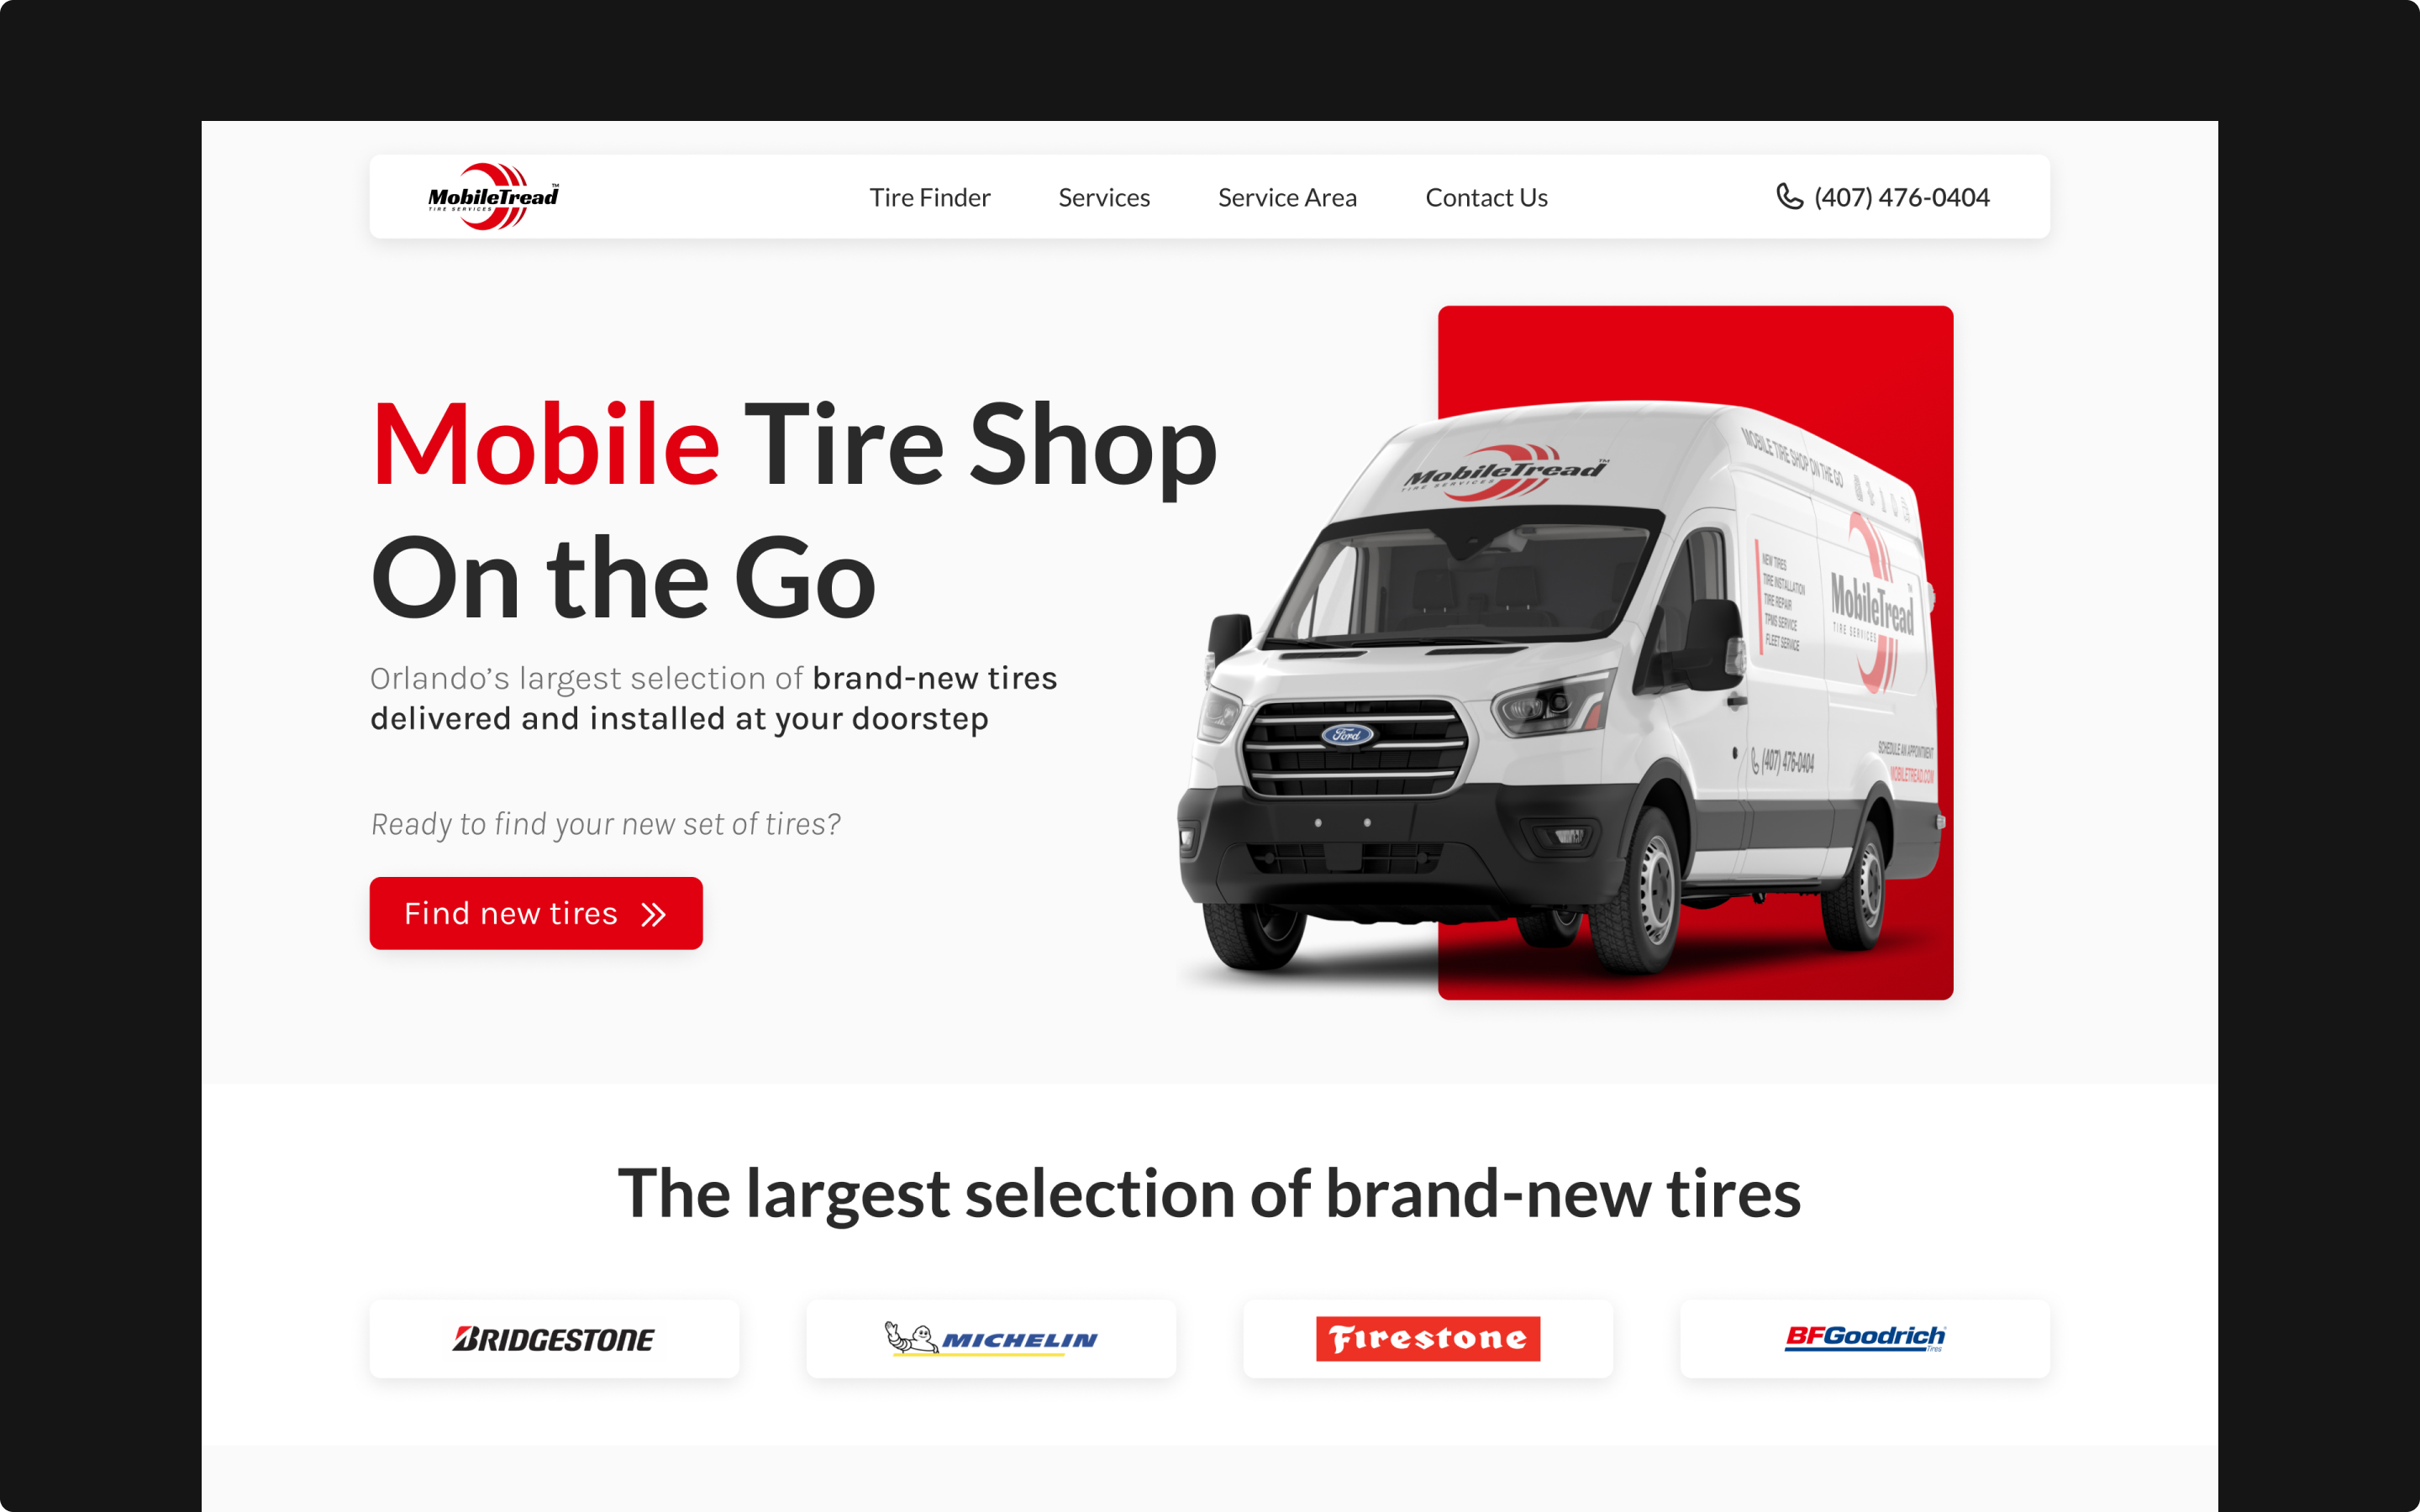 MobileTread™
TIRE SERVICES
Tire Finder
Services
Service Area
Contact Us
(407) 476-0404
Mobile Tire Shop
On the Go
Orlando’s largest selection of brand-new tires
delivered and installed at your doorstep
Ready to find your new set of tires?
Find new tires
MobileTread™
TIRE SERVICES
MOBILE TIRE SHOP ON THE GO
NEW TIRES
TIRE INSTALLATION
TIRE REPAIR
TPMS SERVICE
FLEET SERVICE
MobileTread™
TIRE SERVICES
Ford
(407) 476-0404
SCHEDULE AN APPOINTMENT
MOBILETREAD.COM
The largest selection of brand-new tires
BRIDGESTONE
MICHELIN
Firestone
BFGoodrich
Tires